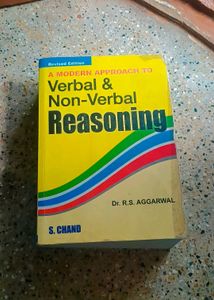 Revised Edition
A MODERN APPROACH TO
Verbal &
Non-Verbal
Reasoning
Dr. R.S. AGGARWAL
S. CHAND